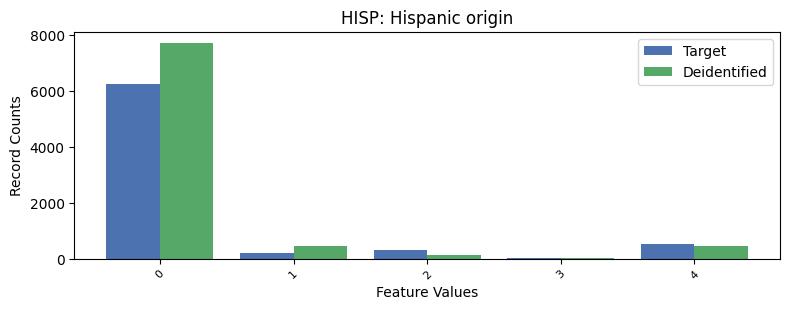 HISP: Hispanic origin
8000
6000
4000
2000
0
Record Counts
Target
Deidentified
0
1
2
3
4
Feature Values